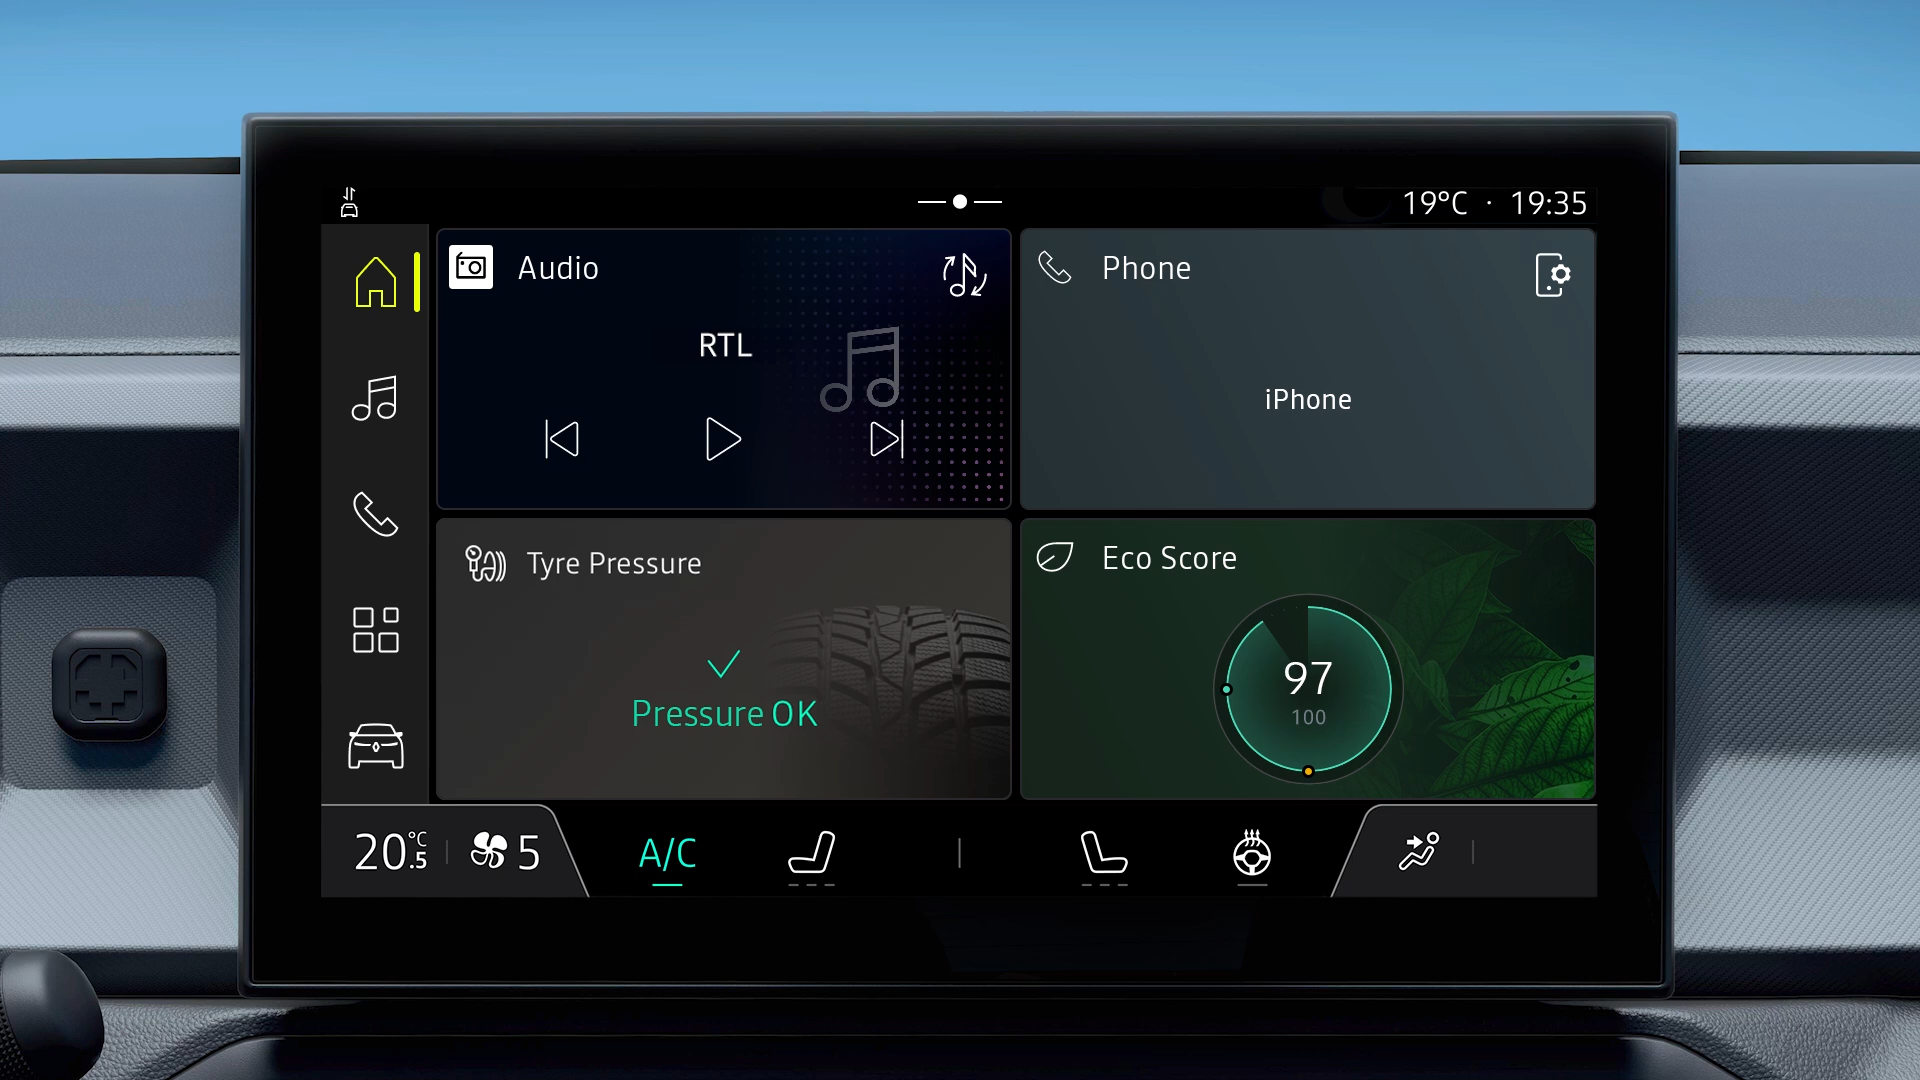 19°C · 19:35
Audio
RTL
Phone
iPhone
Tyre Pressure
Pressure OK
Eco Score
97
100
20.5 °C
5
A/C